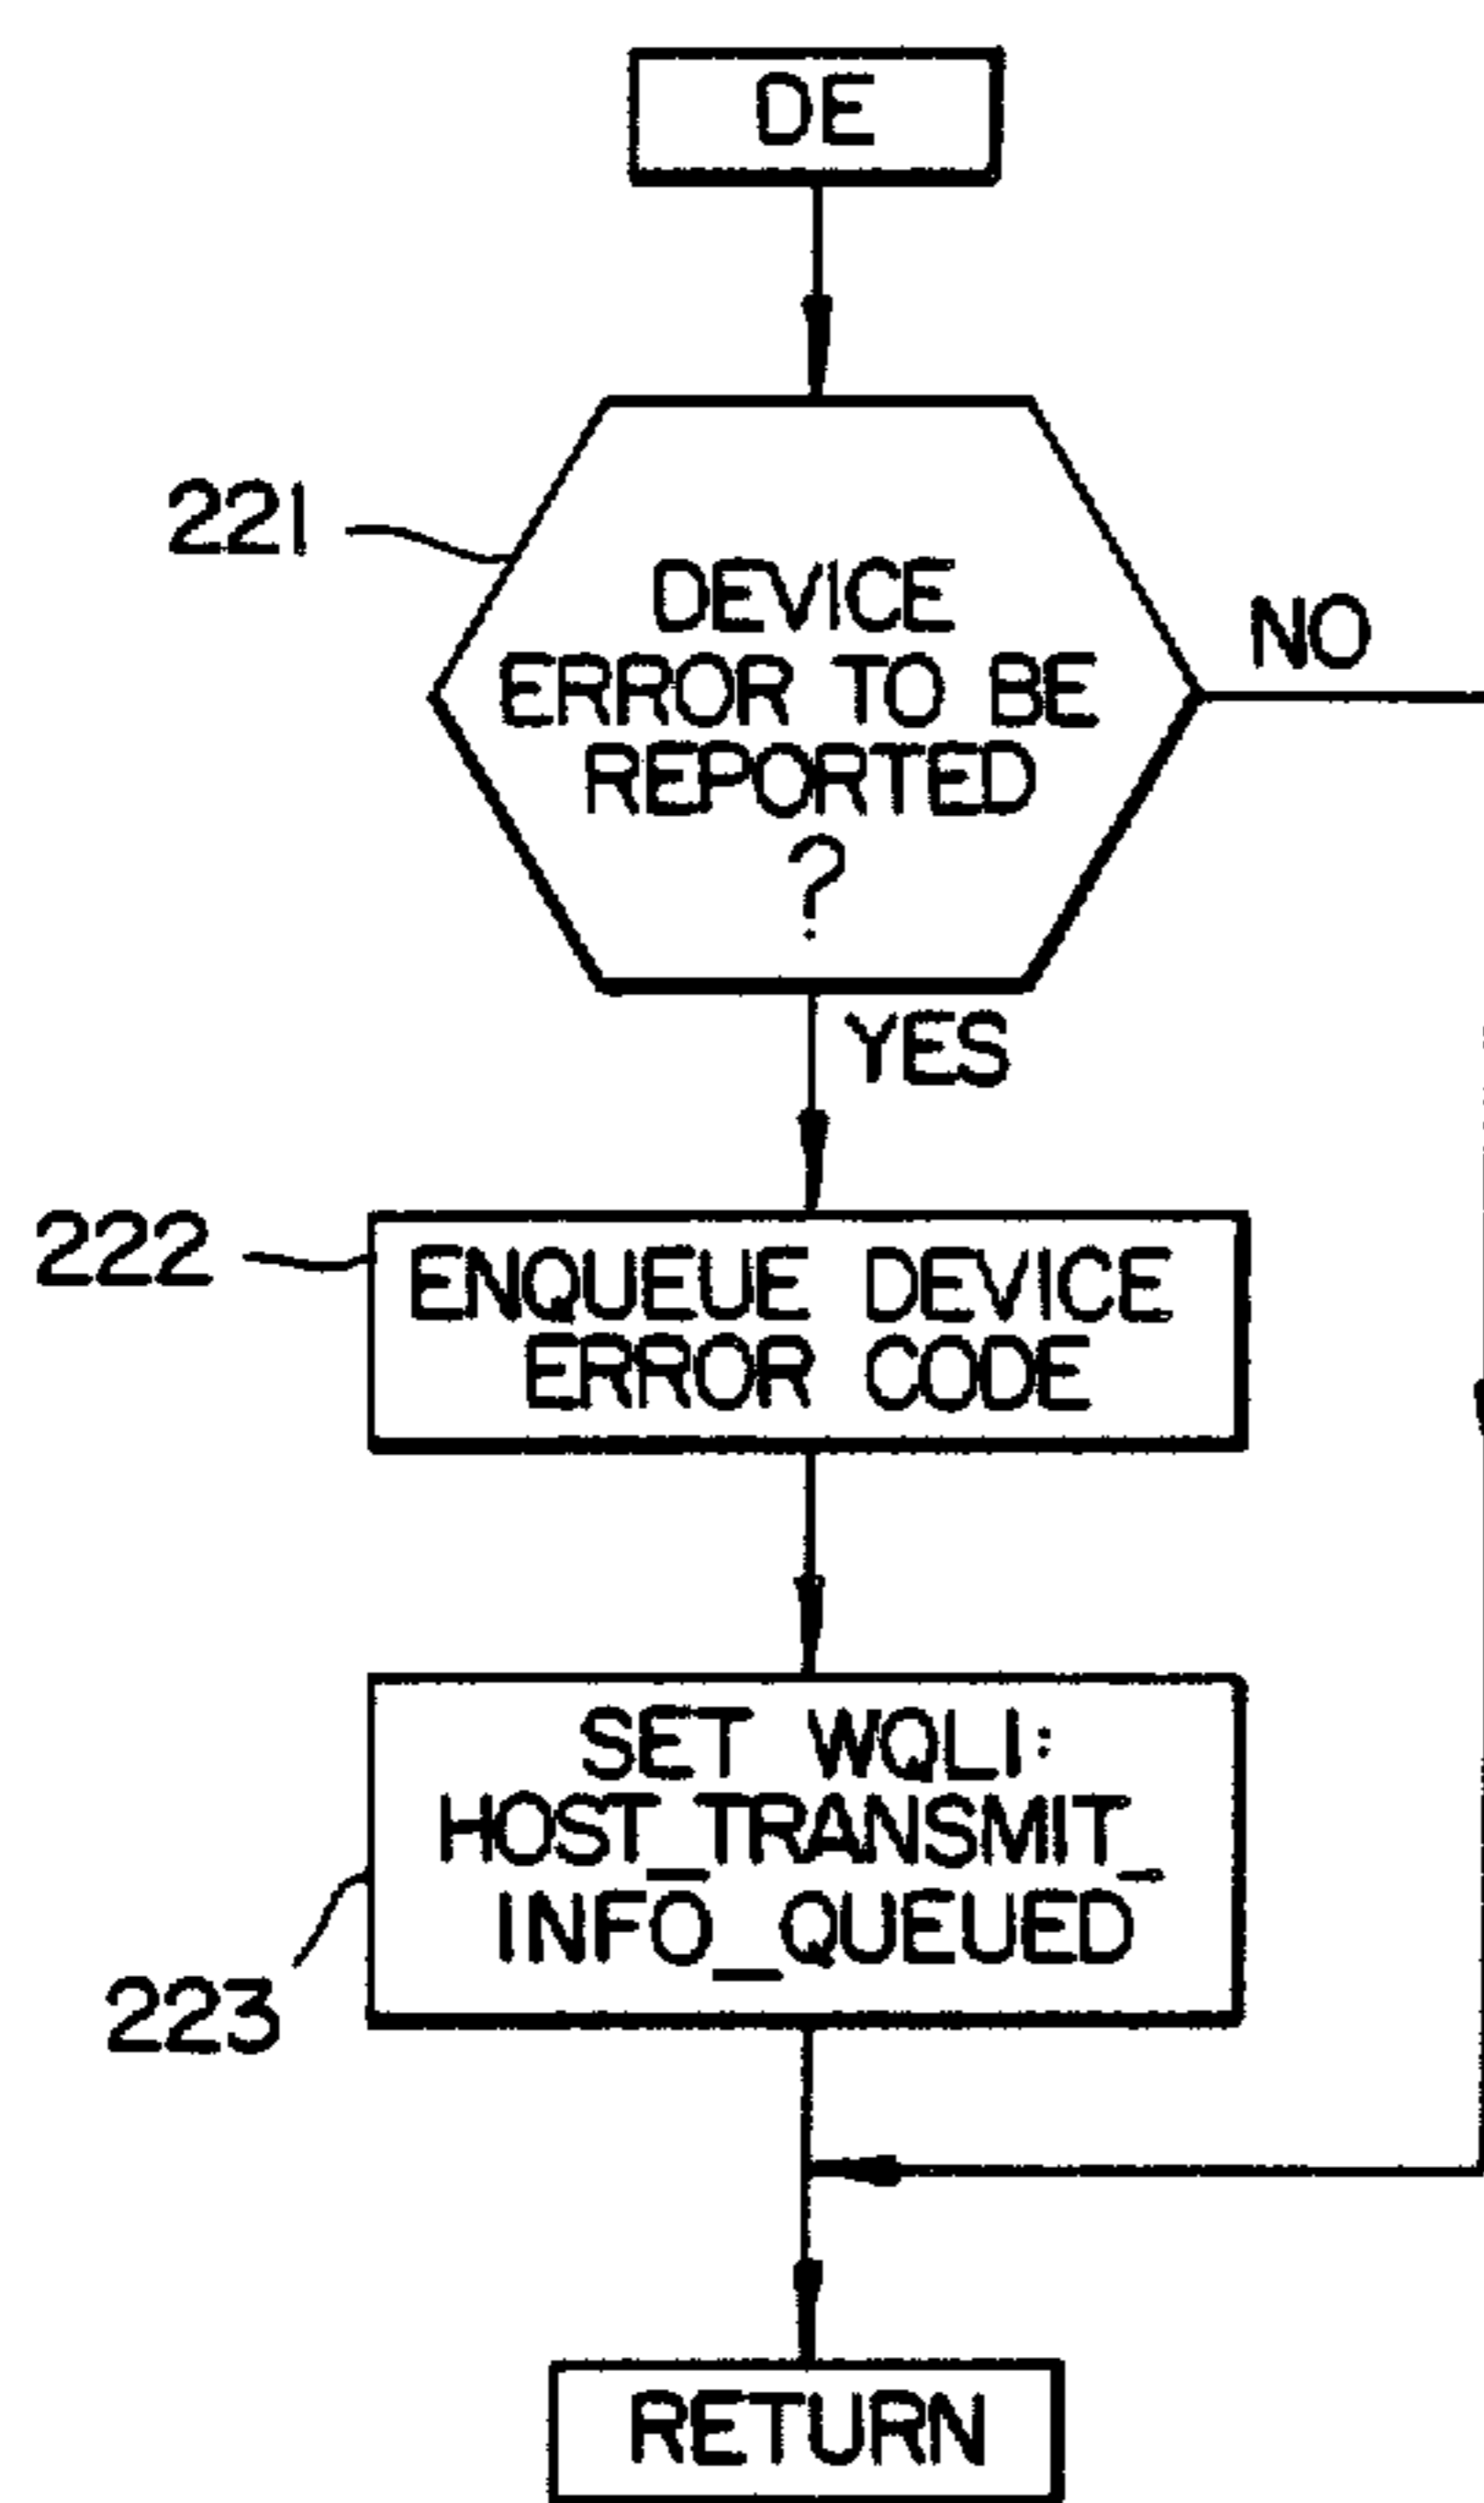 DE
221
DEVICE
ERROR TO BE
REPORTED
?
NO
YES
222
ENQUEUE DEVICE
ERROR CODE
SET WQLI:
HOST_TRANSMIT_
INFO_QUEUED
223
RETURN